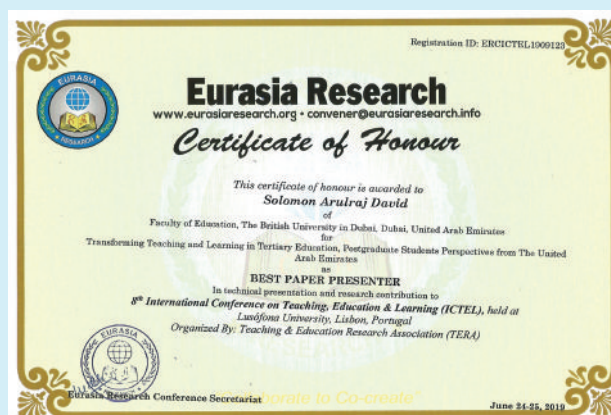 Registration ID: ERCICTEL1909123
EURASIA
RESEARCH
Eurasia Research
www.eurasiaresearch.org • convener@eurasiaresearch.info
Certificate of Honour
This certificate of honour is awarded to
Solomon Arulraj David
of
Faculty of Education, The British University in Dubai, Dubai, United Arab Emirates
for
Transforming Teaching and Learning in Tertiary Education, Postgraduate Students Perspectives from The United
Arab Emirates
as
BEST PAPER PRESENTER
In technical presentation and research contribution to
8th International Conference on Teaching, Education & Learning (ICTEL), held at
Lusófona University, Lisbon, Portugal
Organized By: Teaching & Education Research Association (TERA)
EURASIA
Eurasia Research Conference Secretariat
to Co-create"
June 24-25, 2019